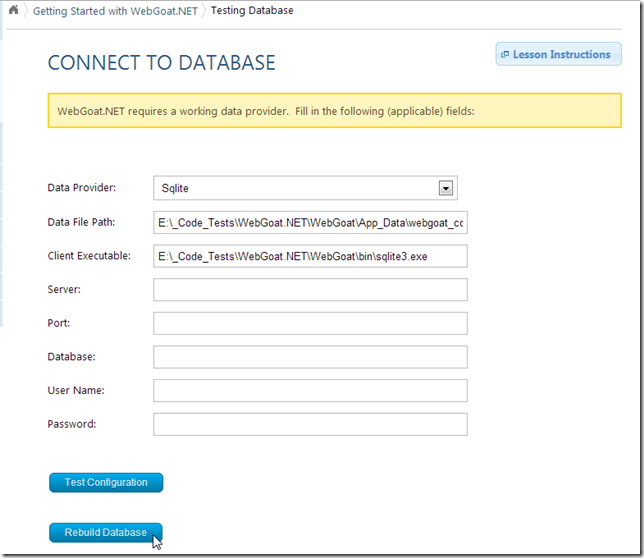 Getting Started with WebGoat.NET Testing Database
Lesson Instructions
CONNECT TO DATABASE
WebGoat.NET requires a working data provider. Fill in the following (applicable) fields:
Data Provider: Sqlite
Data File Path: E:\_Code_Tests\WebGoat.NET\WebGoat\App_Data\webgoat_co
Client Executable: E:\_Code_Tests\WebGoat.NET\WebGoat\bin\sqlite3.exe
Server:
Port:
Database:
User Name:
Password:
Test Configuration
Rebuild Database